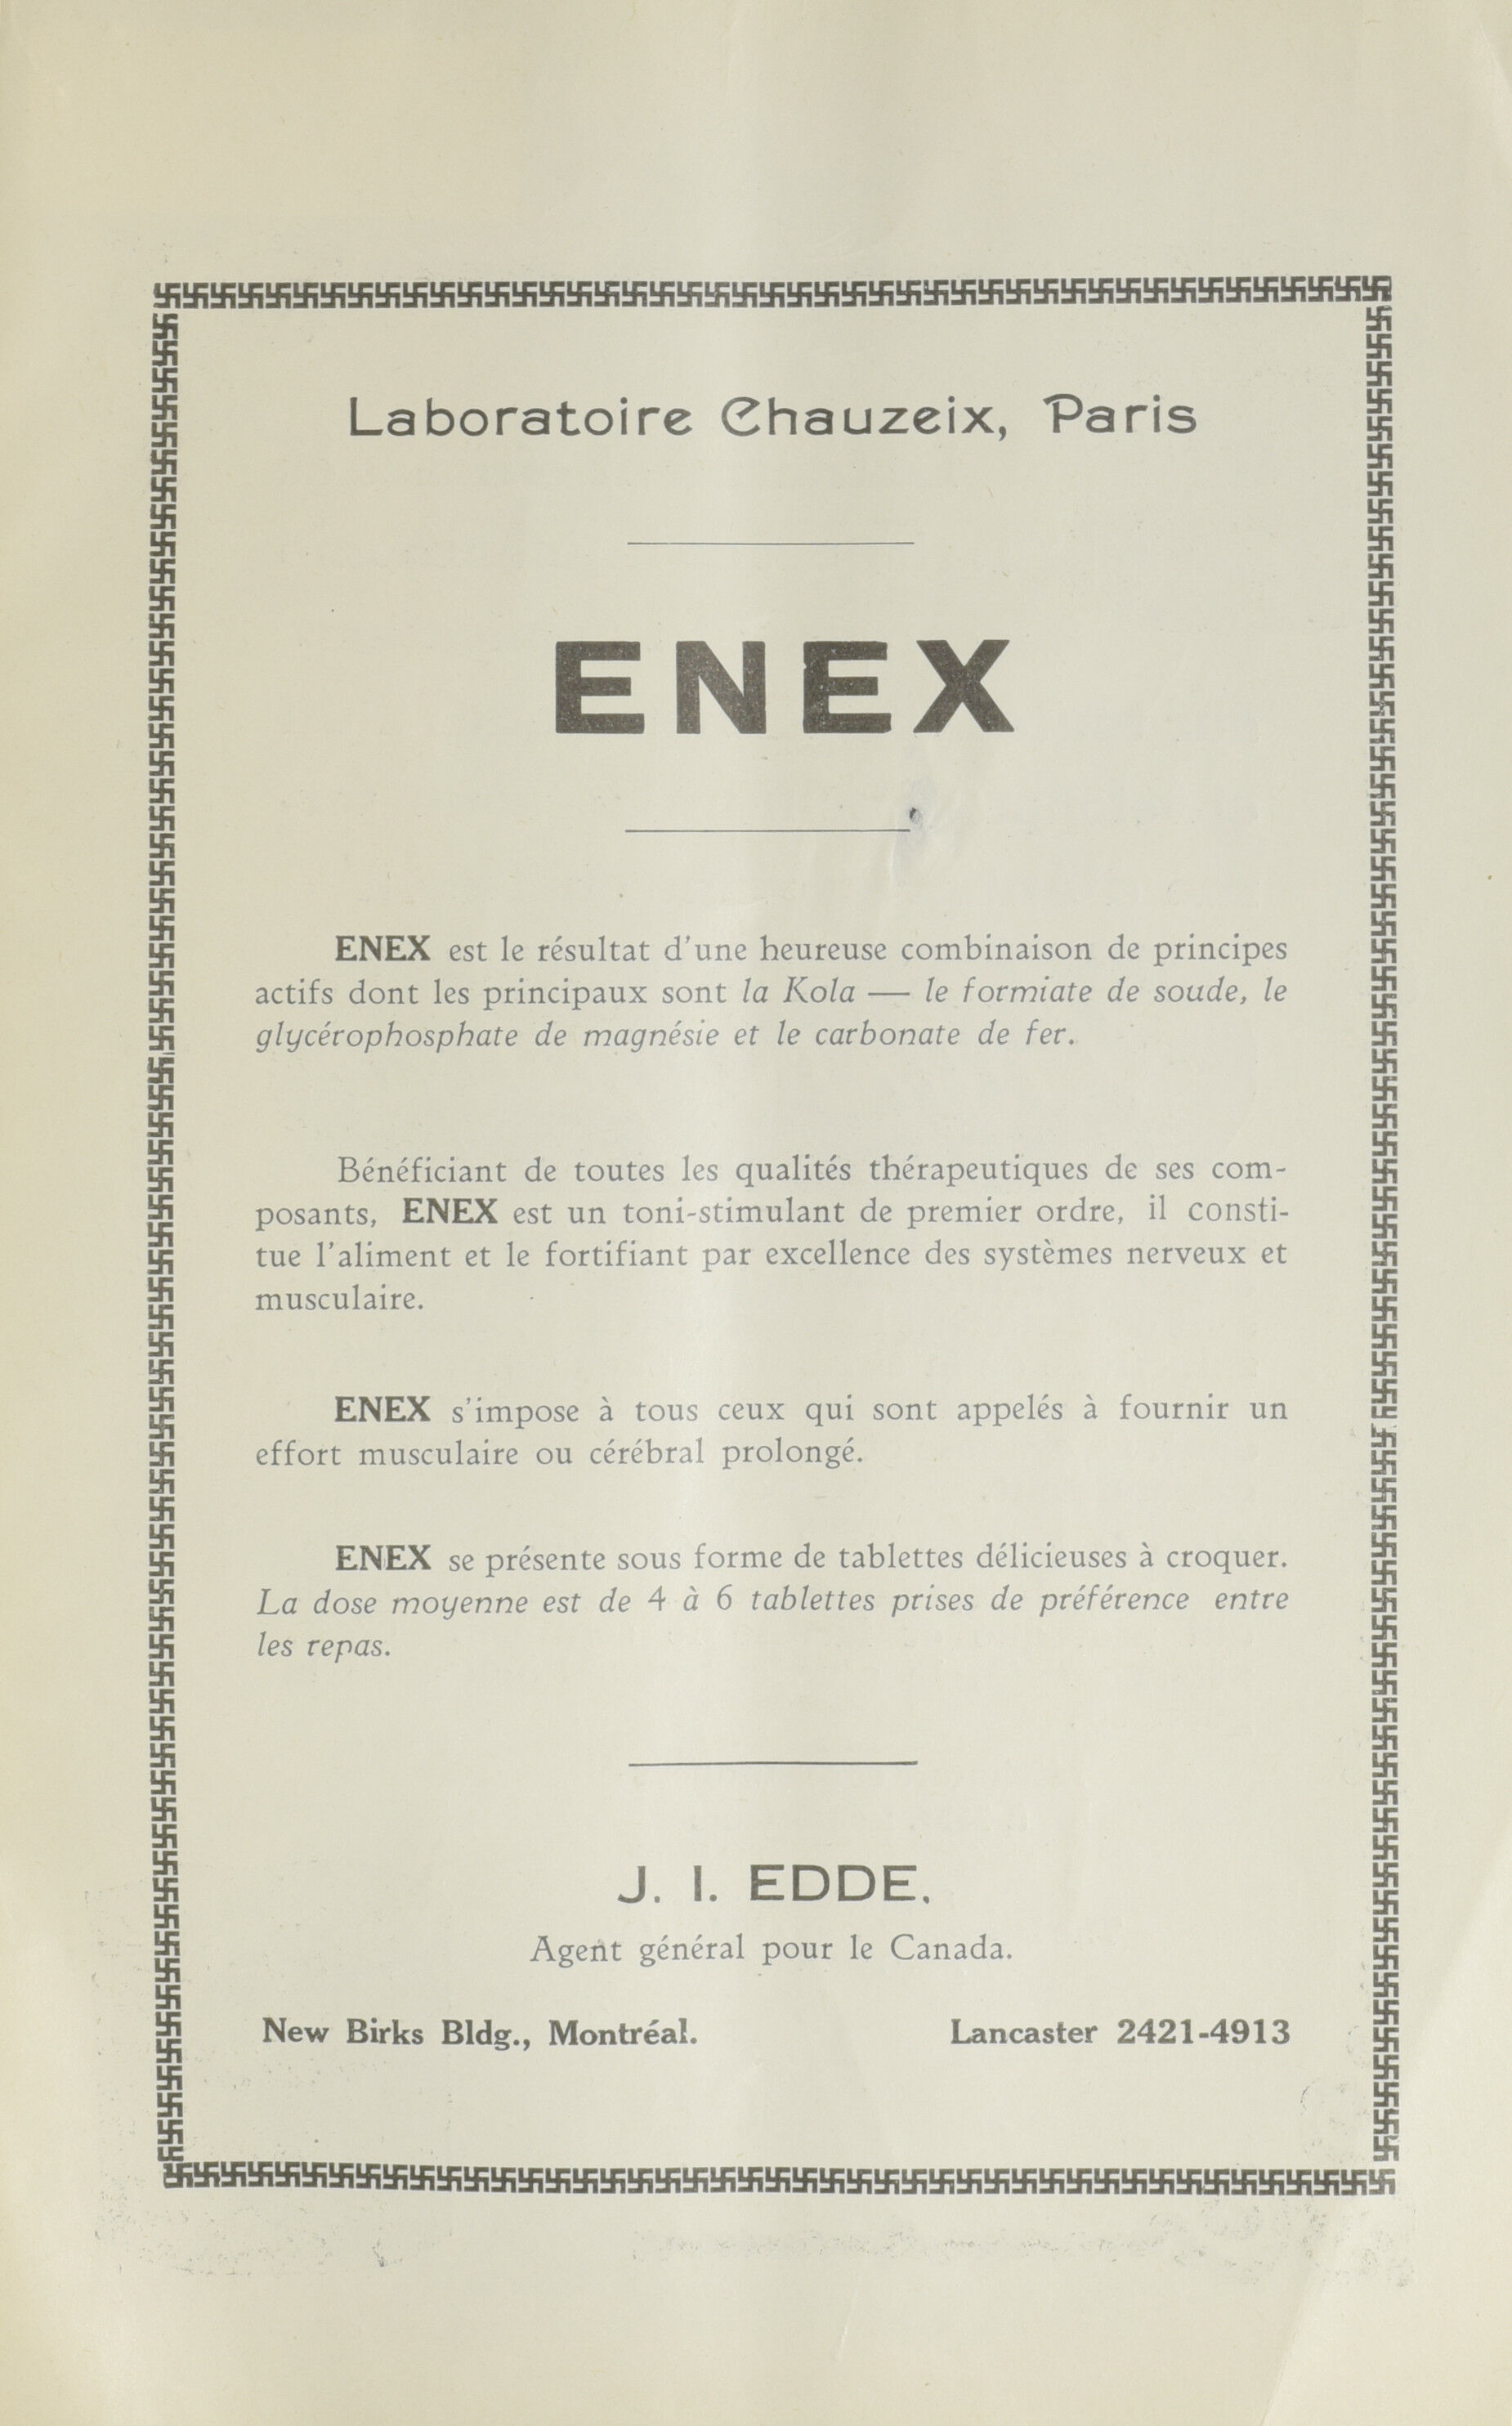 Laboratoire Chauzeix, Paris
ENEX
ENEX est le résultat d'une heureuse combinaison de principes
actifs dont les principaux sont la Kola — le formiate de soude, le
glycérophosphate de magnésie et le carbonate de fer.
Bénéficiant de toutes les qualités thérapeutiques de ses com-
posants, ENEX est un toni-stimulant de premier ordre, il consti-
tue l'aliment et le fortifiant par excellence des systèmes nerveux et
musculaire.
ENEX s'impose à tous ceux qui sont appelés à fournir un
effort musculaire ou cérébral prolongé.
ENEX se présente sous forme de tablettes délicieuses à croquer.
La dose moyenne est de 4 à 6 tablettes prises de préférence entre
les repas.
J. I. EDDE.
Agent général pour le Canada.
New Birks Bldg., Montréal. Lancaster 2421-4913